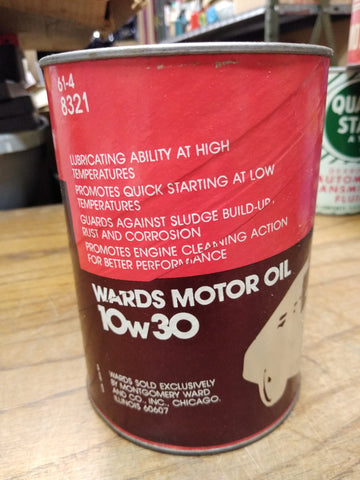 61-4
8321
LUBRICATING ABILITY AT HIGH
TEMPERATURES
PROMOTES QUICK STARTING AT LOW
TEMPERATURES
GUARDS AGAINST SLUDGE BUILD-UP,
RUST AND CORROSION
PROMOTES ENGINE CLEANING ACTION
FOR BETTER PERFORMANCE
WARDS MOTOR OIL
10W30
WARDS SOLD EXCLUSIVELY
BY MONTGOMERY WARD
AND CO., INC., CHICAGO,
ILLINOIS 60607
QU
STA